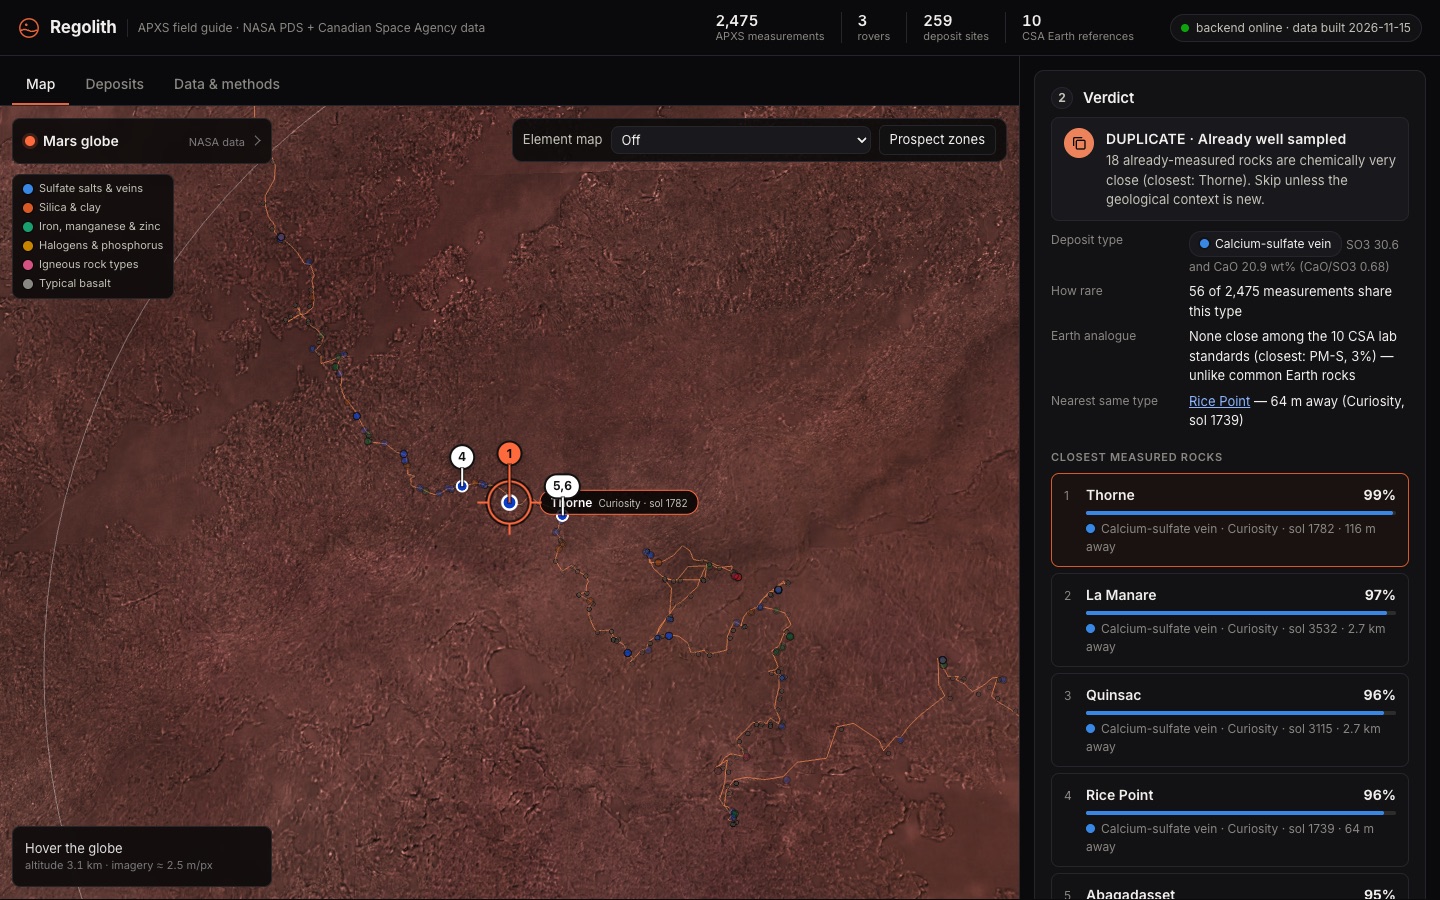 Regolith
APXS field guide · NASA PDS + Canadian Space Agency data
2,475
APXS measurements
3
rovers
259
deposit sites
10
CSA Earth references
backend online · data built 2026-11-15
Map
Deposits
Data & methods
Mars globe
NASA data
Element map
Off
Prospect zones
Sulfate salts & veins
Silica & clay
Iron, manganese & zinc
Halogens & phosphorus
Igneous rock types
Typical basalt
4
1
5,6
Thorne Curiosity · sol 1782
Hover the globe
altitude 3.1 km · imagery ≈ 2.5 m/px
2 Verdict
DUPLICATE · Already well sampled
18 already-measured rocks are chemically very
close (closest: Thorne). Skip unless the
geological context is new.
Deposit type
Calcium-sulfate vein SO3 30.6
and CaO 20.9 wt% (CaO/SO3 0.68)
How rare
56 of 2,475 measurements share
this type
Earth analogue
None close among the 10 CSA lab
standards (closest: PM-S, 3%) —
unlike common Earth rocks
Nearest same type
Rice Point — 64 m away (Curiosity,
sol 1739)
CLOSEST MEASURED ROCKS
1 Thorne 99%
Calcium-sulfate vein · Curiosity · sol 1782 · 116 m
away
2 La Manare 97%
Calcium-sulfate vein · Curiosity · sol 3532 · 2.7 km
away
3 Quinsac 96%
Calcium-sulfate vein · Curiosity · sol 3115 · 2.7 km
away
4 Rice Point 96%
Calcium-sulfate vein · Curiosity · sol 1739 · 64 m
away
5 Abagadasset 95%